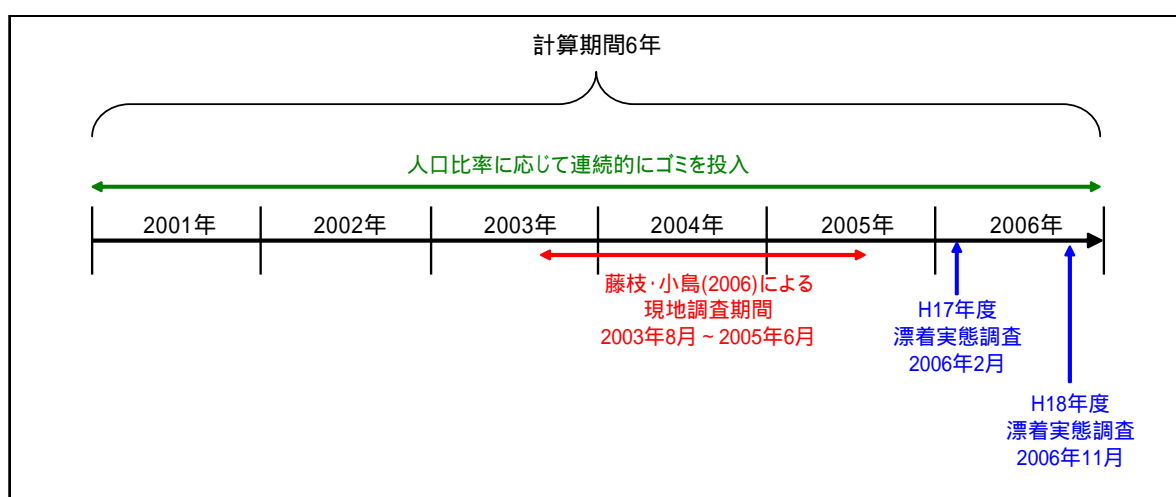 計算期間6年
人口比率に応じて連続的にゴミを投入
2001年 2002年 2003年 2004年 2005年 2006年
藤枝･小島(2006)による
現地調査期間
2003年8月～2005年6月
H17年度
漂着実態調査
2006年2月
H18年度
漂着実態調査
2006年11月